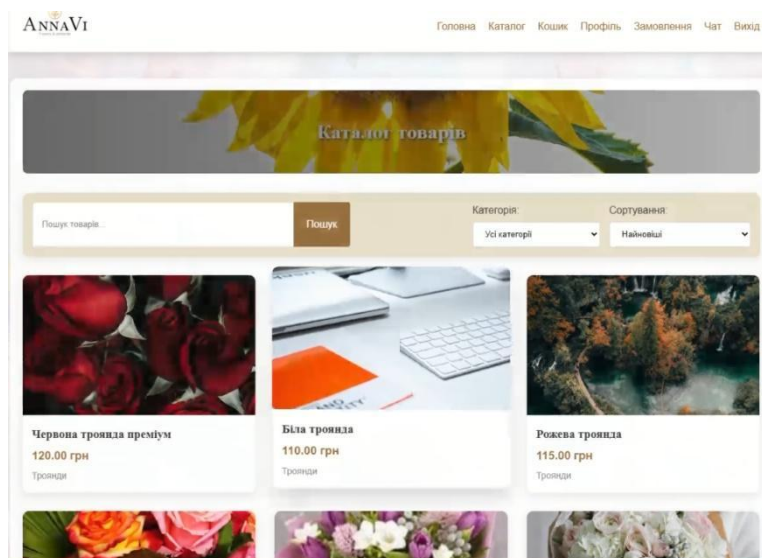 ANNAVI
Головна Каталог Кошик Профіль Замовлення Чат Вихід
Каталог товарів
Пошук товарів...
Пошук
Категорія:
Усі категорії
Сортування:
Найновіші
Червона троянда преміум
120.00 грн
Троянди
Біла троянда
110.00 грн
Троянди
Рожева троянда
115.00 грн
Троянди